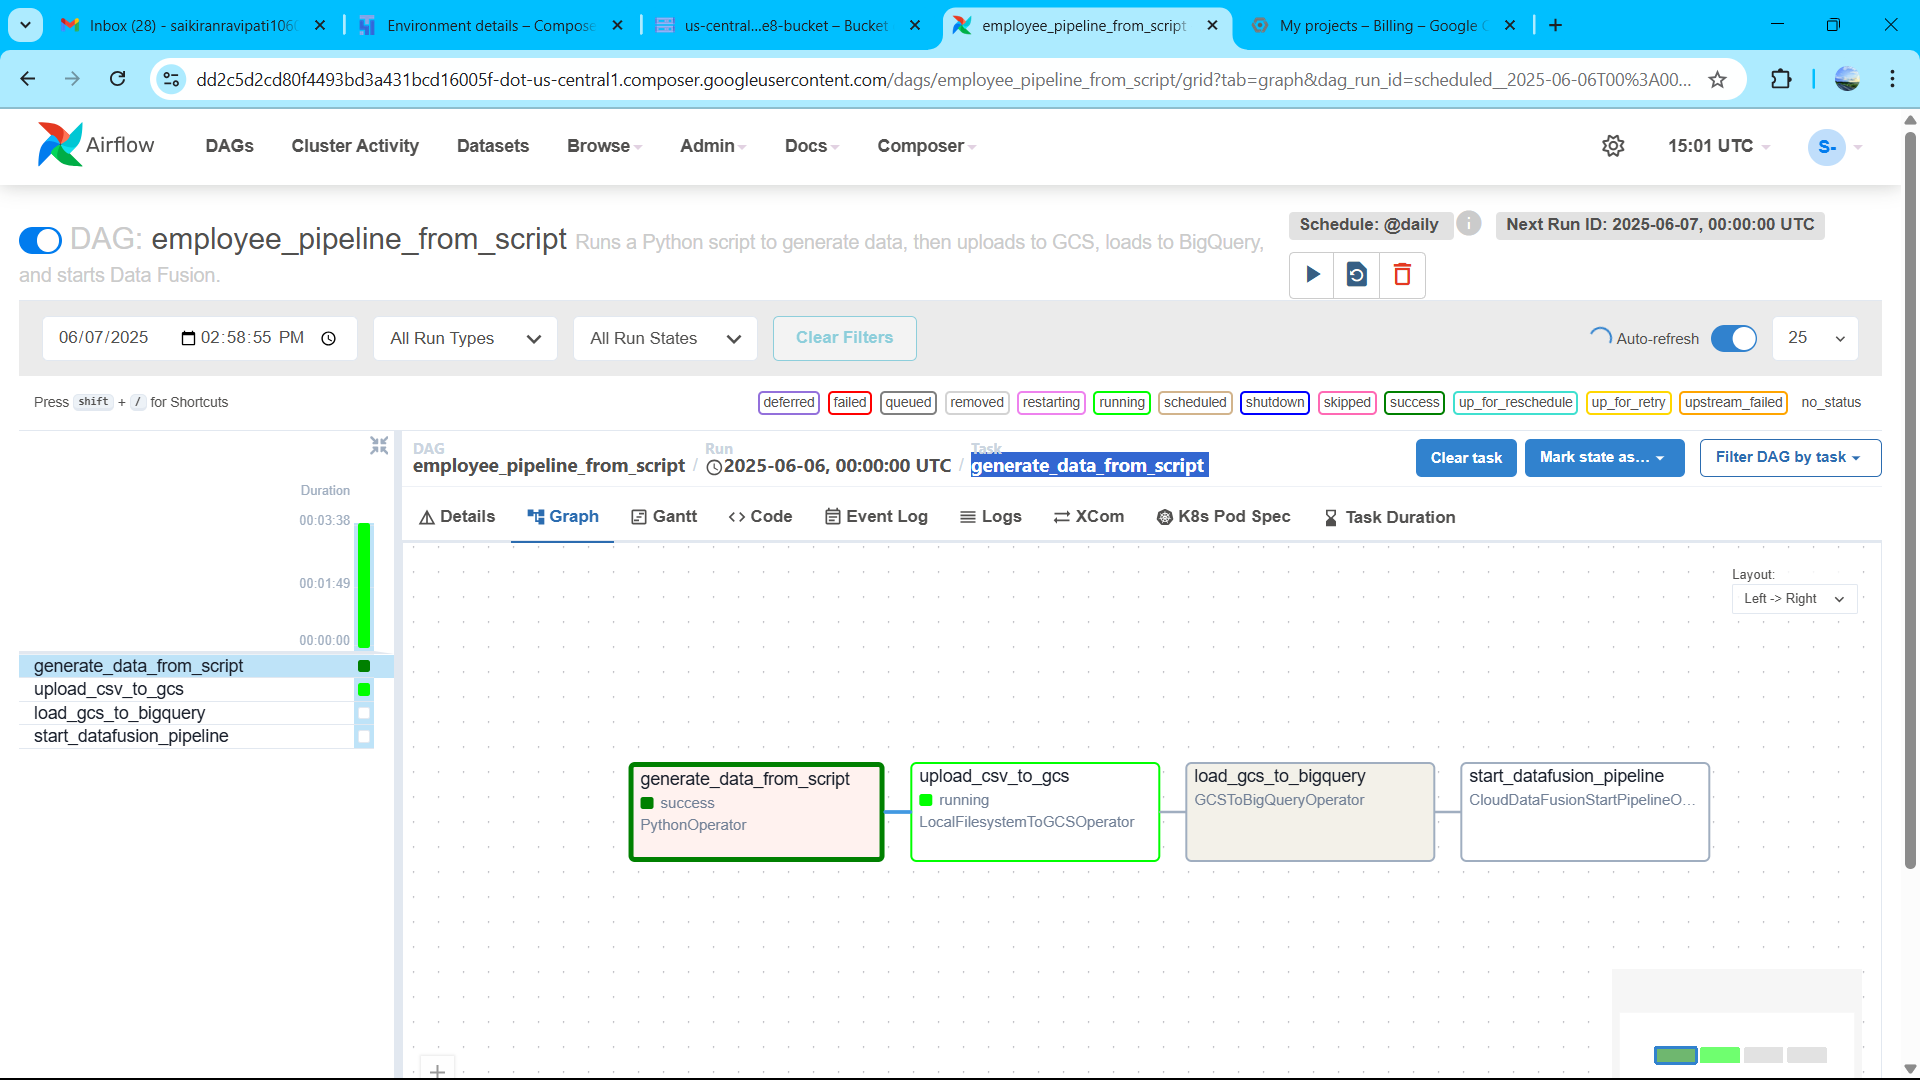 Inbox (28) - saikiranravipati106
Environment details – Compose
us-central...e8-bucket – Bucket
employee_pipeline_from_script
My projects – Billing – Google C
dd2c5d2cd80f4493bd3a431bcd16005f-dot-us-central1.composer.googleusercontent.com/dags/employee_pipeline_from_script/grid?tab=graph&dag_run_id=scheduled__2025-06-06T00%3A00...
Airflow
DAGs
Cluster Activity
Datasets
Browse
Admin
Docs
Composer
15:01 UTC
S-
DAG: employee_pipeline_from_script Runs a Python script to generate data, then uploads to GCS, loads to BigQuery,
and starts Data Fusion.
Schedule: @daily
i
Next Run ID: 2025-06-07, 00:00:00 UTC
06/07/2025 02:58:55 PM
All Run Types
All Run States
Clear Filters
Auto-refresh
25
Press shift + / for Shortcuts
deferred
failed
queued
removed
restarting
running
scheduled
shutdown
skipped
success
up_for_reschedule
up_for_retry
upstream_failed
no_status
DAG
employee_pipeline_from_script
/
Run
2025-06-06, 00:00:00 UTC
/
Task
generate_data_from_script
Clear task
Mark state as...
Filter DAG by task
Duration
00:03:38
00:01:49
00:00:00
generate_data_from_script
upload_csv_to_gcs
load_gcs_to_bigquery
start_datafusion_pipeline
Details
Graph
Gantt
Code
Event Log
Logs
XCom
K8s Pod Spec
Task Duration
Layout:
Left -> Right
generate_data_from_script
success
PythonOperator
upload_csv_to_gcs
running
LocalFilesystemToGCSOperator
load_gcs_to_bigquery
GCSToBigQueryOperator
start_datafusion_pipeline
CloudDataFusionStartPipelineO...
+